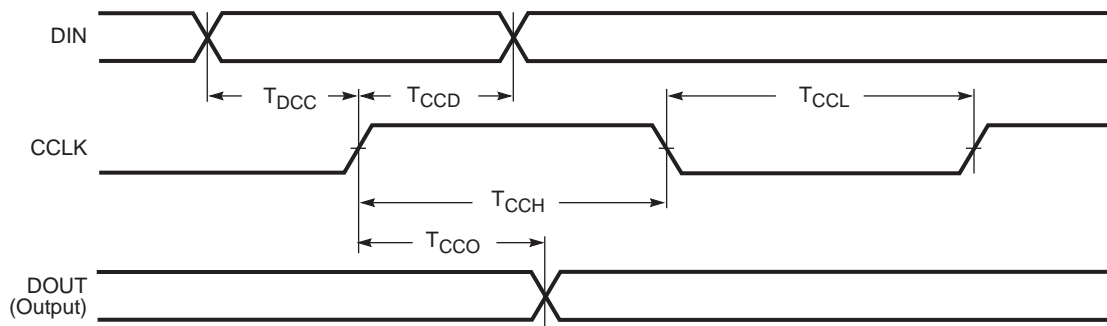 DIN
TDCC
TCCD
TCCL
CCLK
TCCH
TCCO
DOUT
(Output)